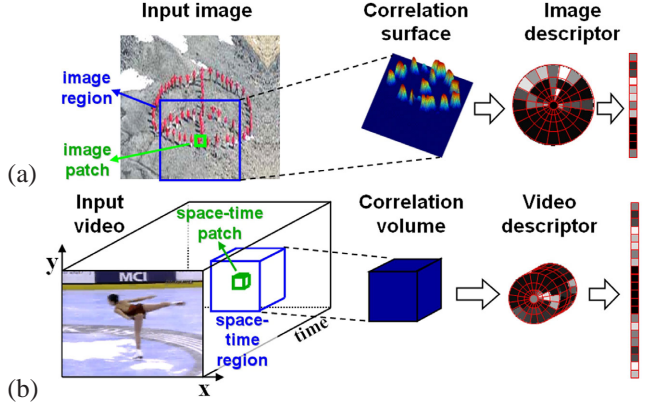 Input image
Correlation
surface
Image
descriptor
image
region
image
patch
(a)
Input
video
space-time
patch
Correlation
volume
Video
descriptor
y
MCI
space-
time
region
time
x
(b)